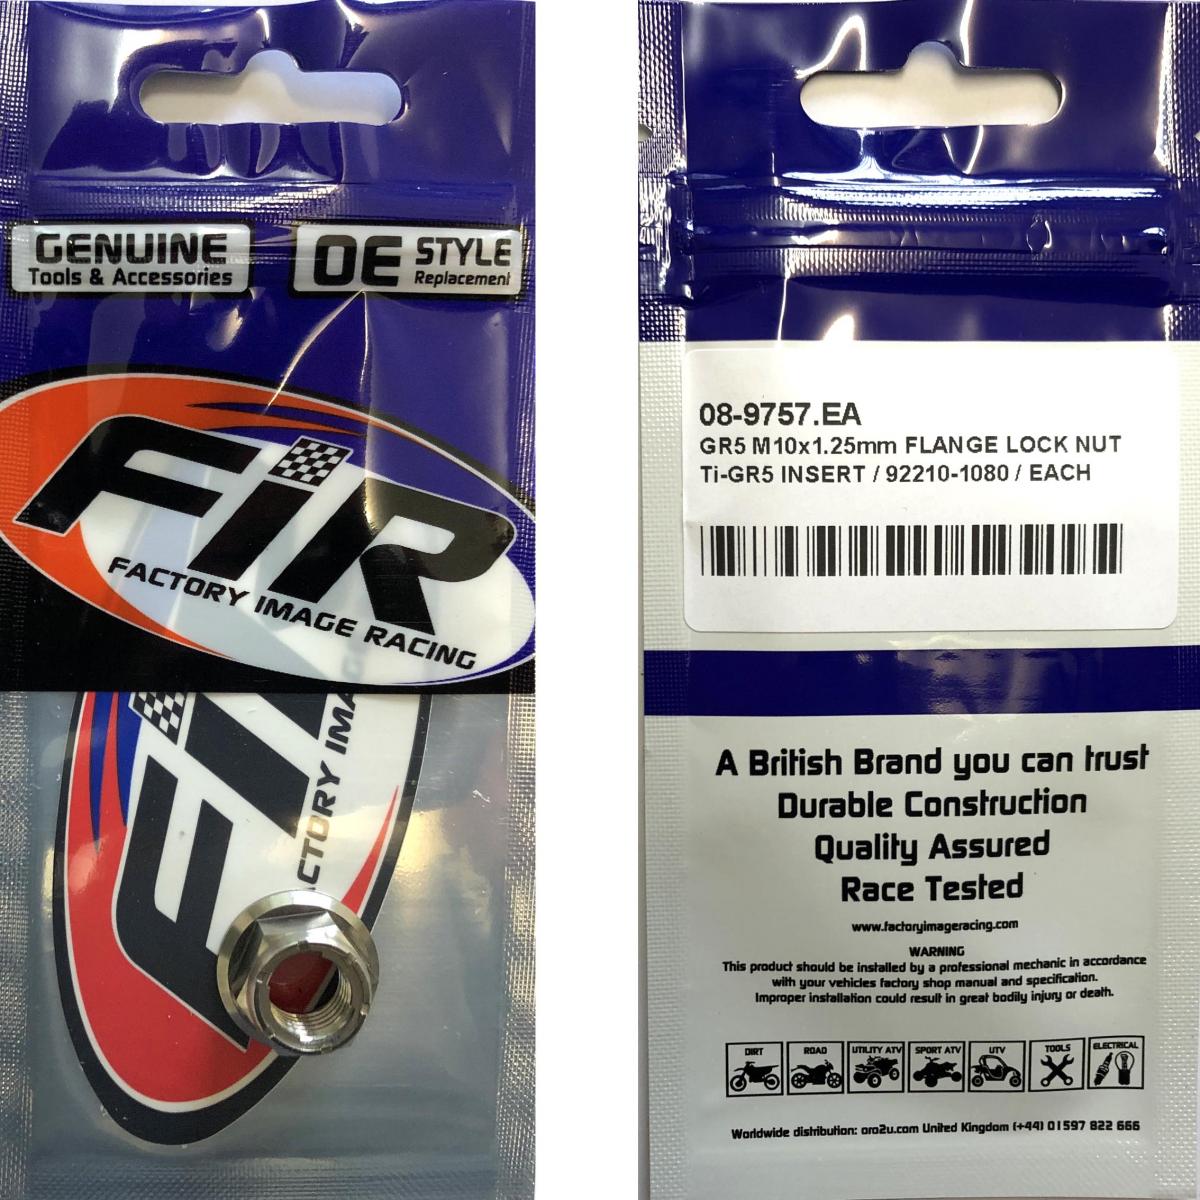 GENUINE
Tools & Accessories
OE STYLE
Replacement
FIR
FACTORY IMAGE RACING
FIR
ACTORY IMA
08-9757.EA
GR5 M10x1.25mm FLANGE LOCK NUT
Ti-GR5 INSERT / 92210-1080 / EACH
A British Brand you can trust
Durable Construction
Quality Assured
Race Tested
www.factoryimageracing.com
WARNING
This product should be installed by a professional mechanic in accordance
with your vehicles factory shop manual and specification.
Improper installation could result in great bodily injury or death.
DIRT ROAD UTILITY ATV SPORT ATV UTV TOOLS ELECTRICAL
Worldwide distribution: oro2u.com United Kingdom (+44) 01597 822 666